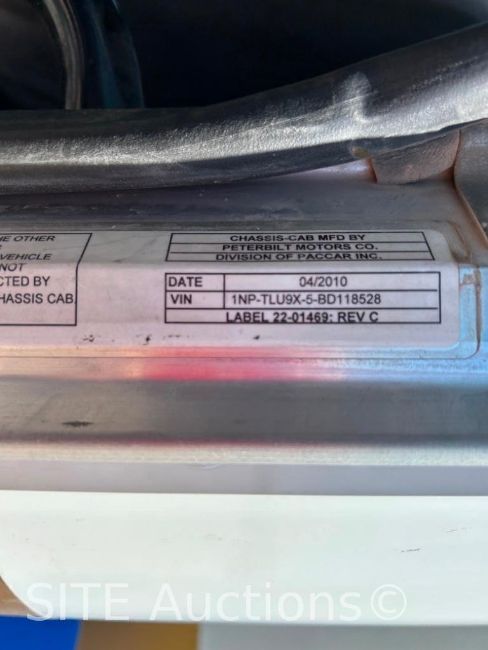 HE OTHER
VEHICLE
NOT
CTED BY
HASSIS CAB.
CHASSIS-CAB MFD BY
PETERBILT MOTORS CO.
DIVISION OF PACCAR INC.
DATE 04/2010
VIN 1NP-TLU9X-5-BD118528
LABEL 22-01469: REV C
SITE Auctions©